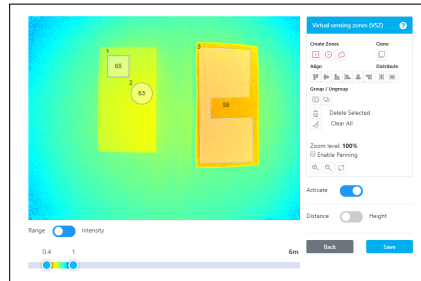 Virtual sensing zones (VSZ) ?
Create Zones Clone
Align Distribute
Group / Ungroup
Delete Selected
Clear All
Zoom level: 100%
Enable Panning
Activate
Distance Height
Back Save
1
65
2
63
3
58
Range Intensity
0.4 1 6m